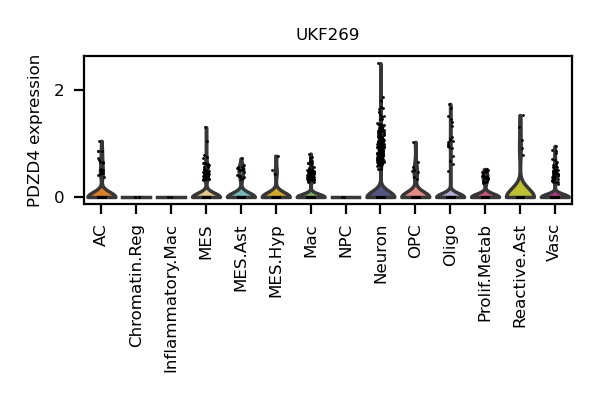 UKF269
PDZD4 expression
2
0
AC
Chromatin.Reg
Inflammatory.Mac
MES
MES.Ast
MES.Hyp
Mac
NPC
Neuron
OPC
Oligo
Prolif.Metab
Reactive.Ast
Vasc